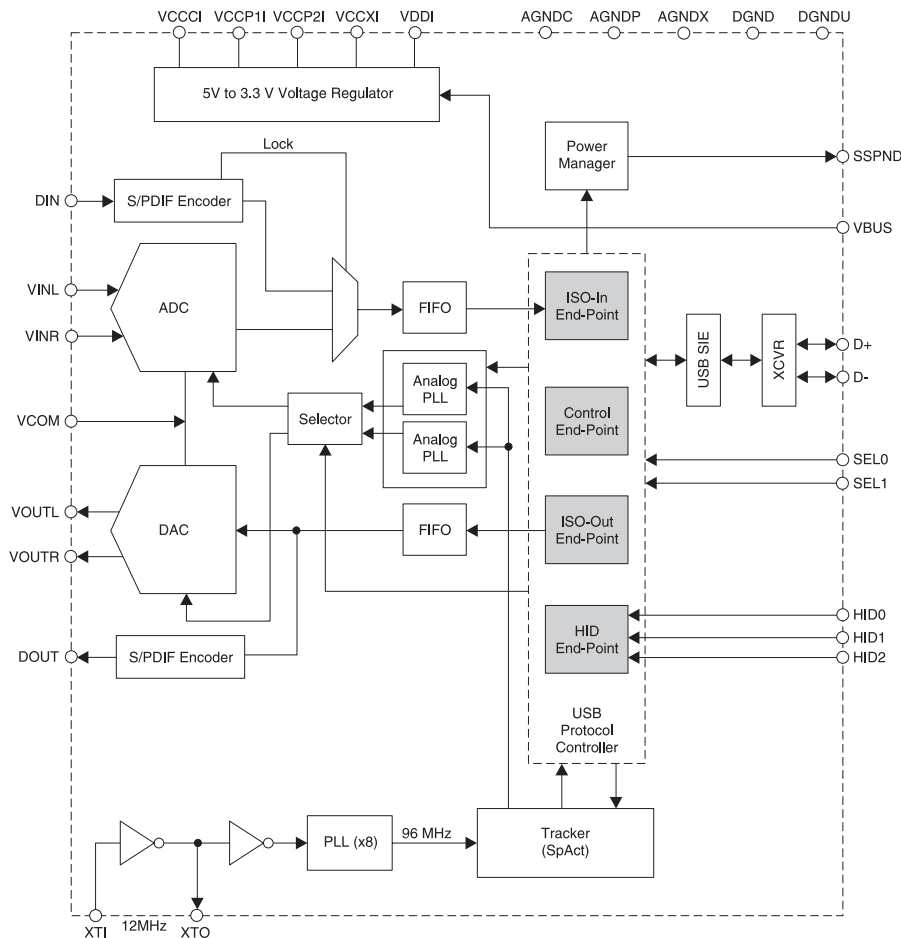 VCCCI VCCP1I VCCP2I VCCXI VDDI AGNDC AGNDP AGNDX DGND DGNDU
5V to 3.3 V Voltage Regulator
Lock
Power
Manager
SSPND
DIN
S/PDIF Encoder
VBUS
VINL
ADC
VINR
FIFO
ISO-In
End-Point
USB SIE
XCVR
D+
D-
Analog
PLL
Selector
Analog
PLL
Control
End-Point
VCOM
SEL0
SEL1
VOUTL
DAC
VOUTR
FIFO
ISO-Out
End-Point
HID
End-Point
HID0
HID1
HID2
DOUT
S/PDIF Encoder
USB
Protocol
Controller
PLL (x8)
96 MHz
Tracker
(SpAct)
XTI
12MHz
XTO